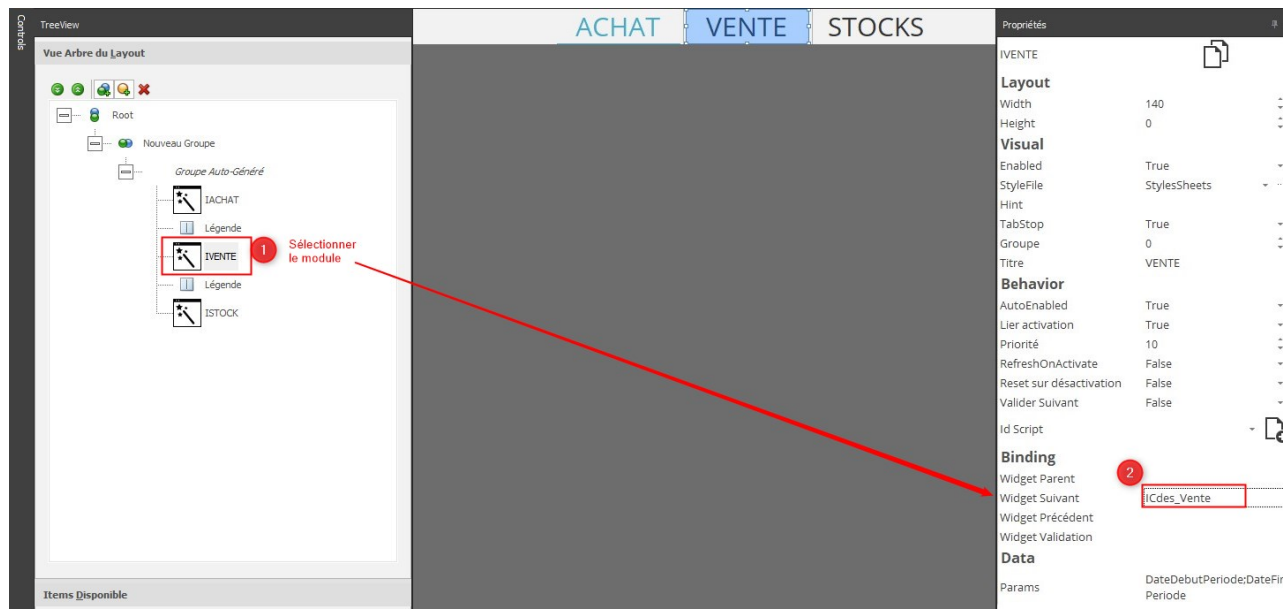 Controls
TreeView
Vue Arbre du Layout
Root
Nouveau Groupe
Groupe Auto-Généré
IACHAT
Légende
IVENTE
1
Sélectionner
le module
Légende
ISTOCK
Items Disponible
ACHAT VENTE STOCKS
Propriétés
IVENTE
Layout
Width 140
Height 0
Visual
Enabled True
StyleFile StylesSheets
Hint
TabStop True
Groupe 0
Titre VENTE
Behavior
AutoEnabled True
Lier activation True
Priorité 10
RefreshOnActivate False
Reset sur désactivation False
Valider Suivant False
Id Script
Binding
Widget Parent
2
Widget Suivant ICdes_Vente
Widget Précédent
Widget Validation
Data
Params DateDebutPeriode;DateFin
Periode